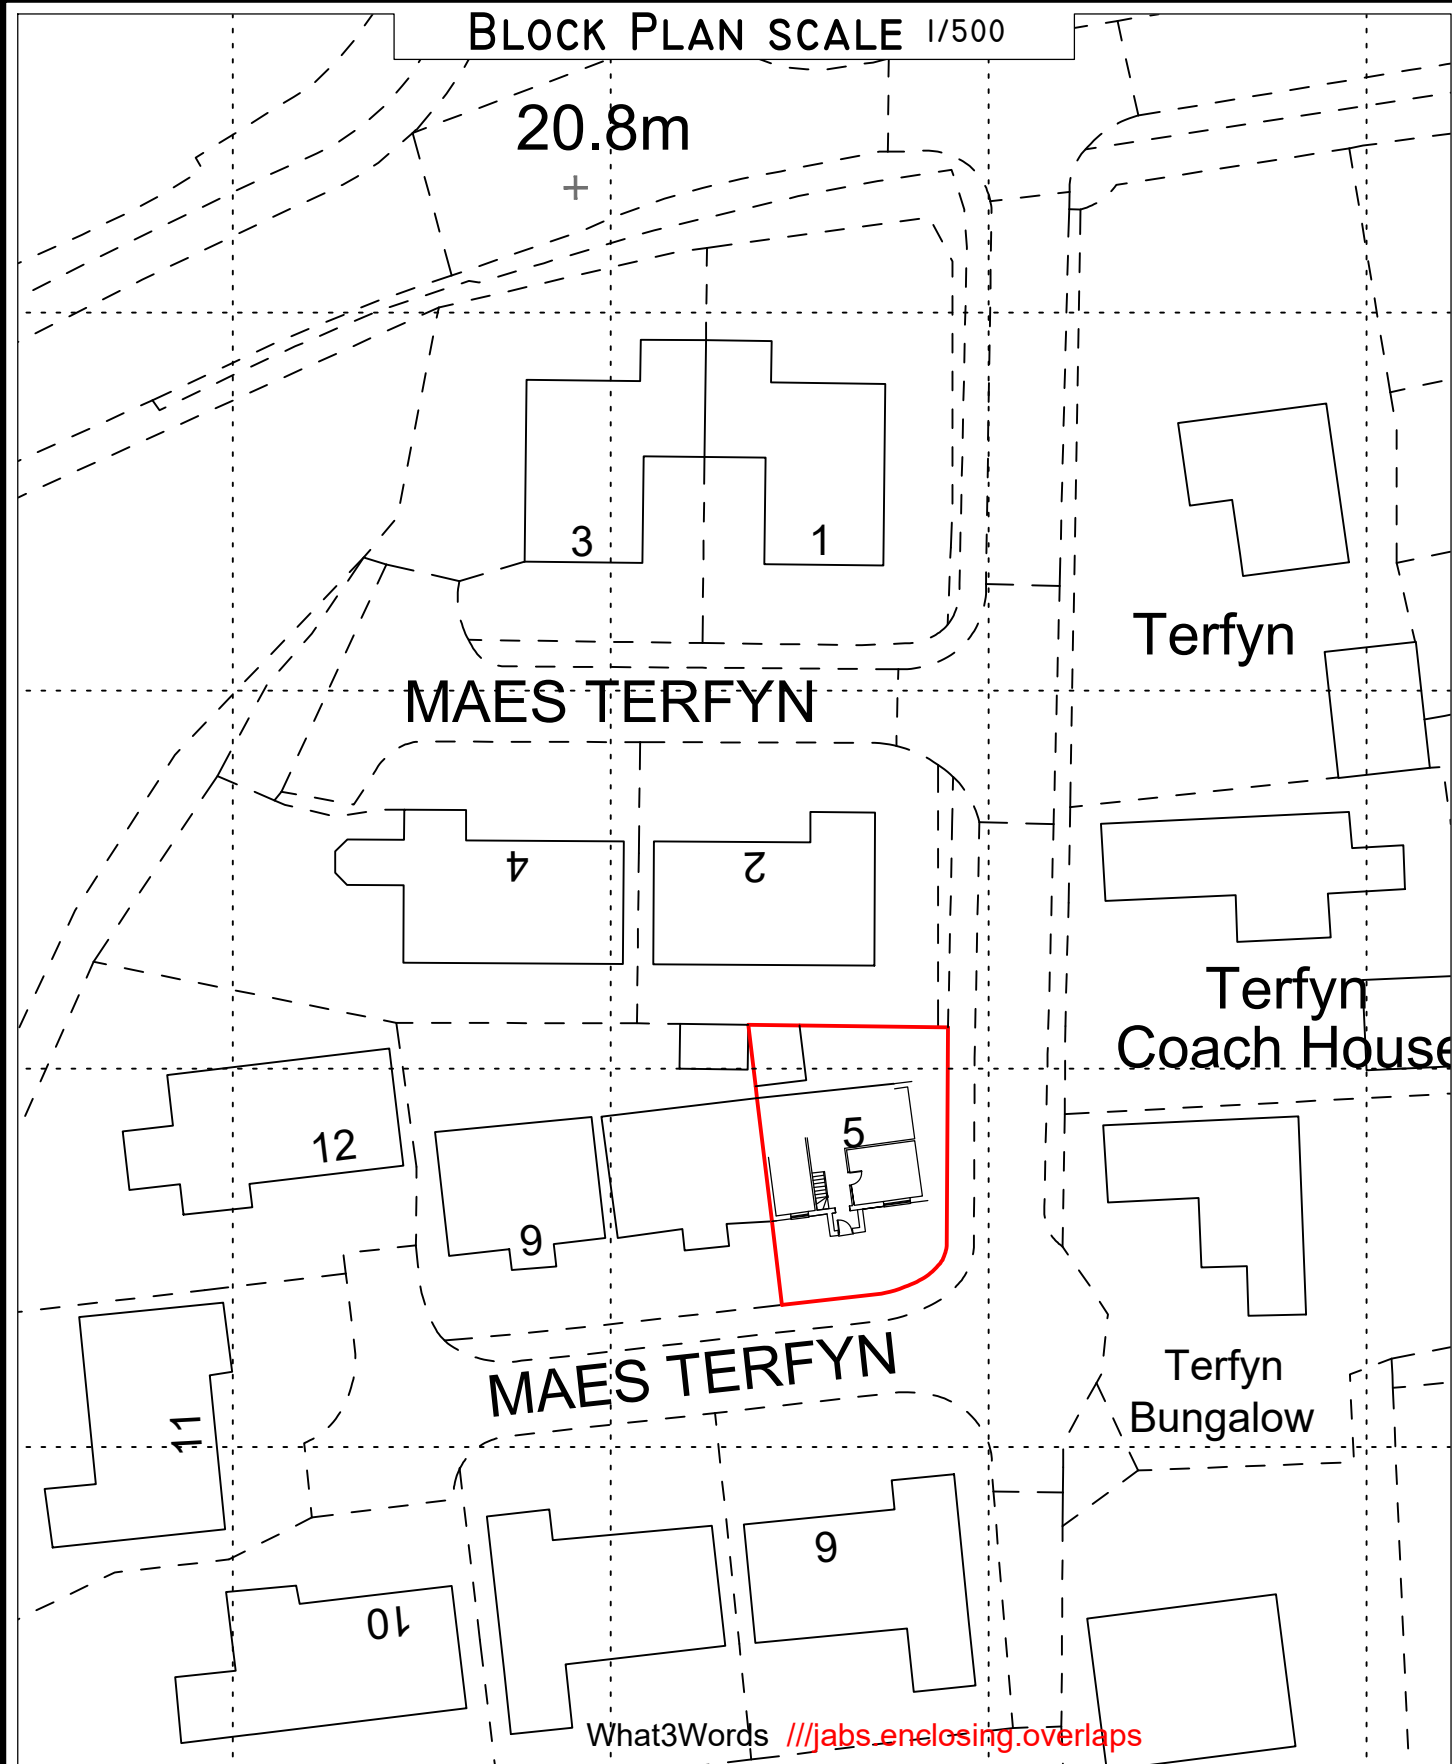 BLOCK PLAN SCALE 1/500
20.8m
3
1
Terfyn
MAES TERFYN
4
2
Terfyn
Coach House
5
12
9
MAES TERFYN
Terfyn
Bungalow
11
9
10
What3Words ///jabs.enclosing.overlaps